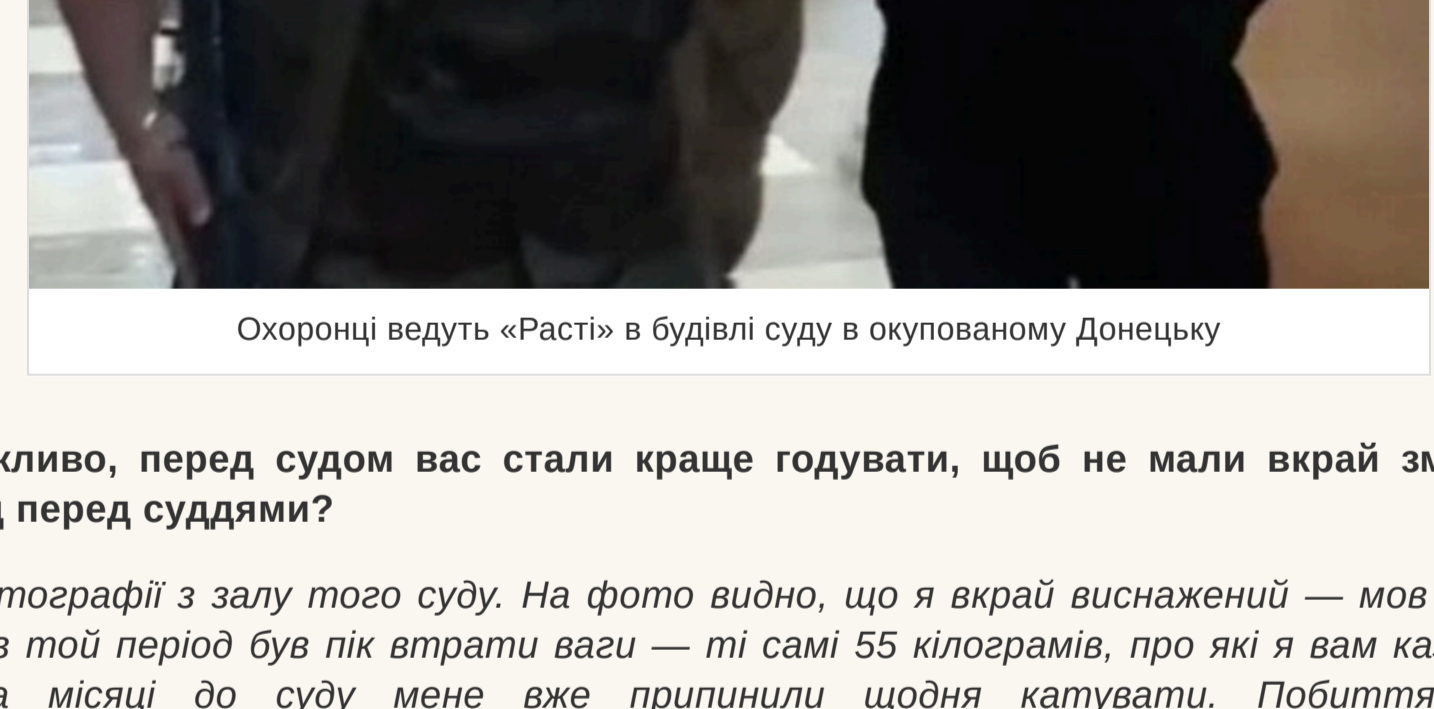 Охоронці ведуть «Расті» в будівлі суду в окупованому Донецьку
перед судом вас стали краще годувати, щоб не мали вкрай
перед суддями?
з залу того суду. На фото видно, що я вкрай виснажений — мов
той період був пік втрати ваги — ті самі 55 кілограмів, про які я вам
місяці до суду мене вже припинили щодня катувати. Побиття